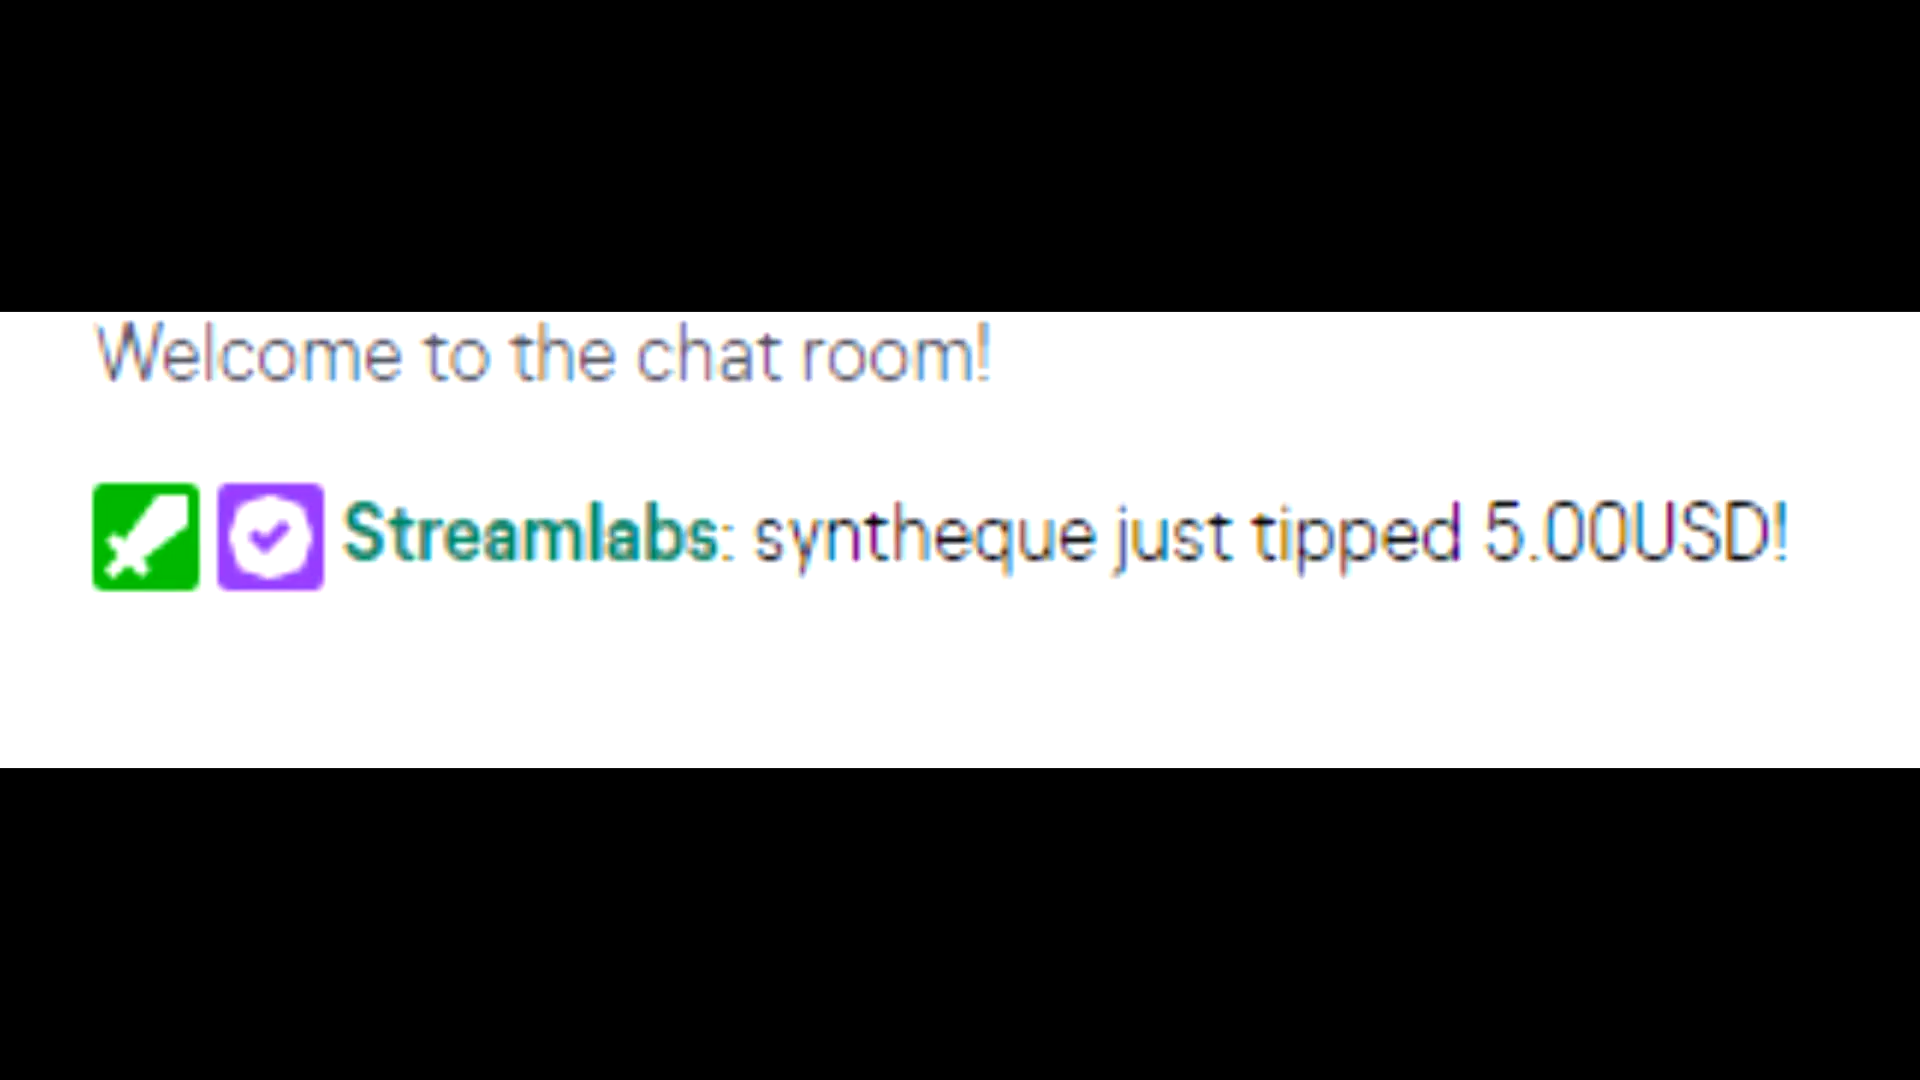 Welcome to the chat room!
Streamlabs: syntheque just tipped 5.00USD!